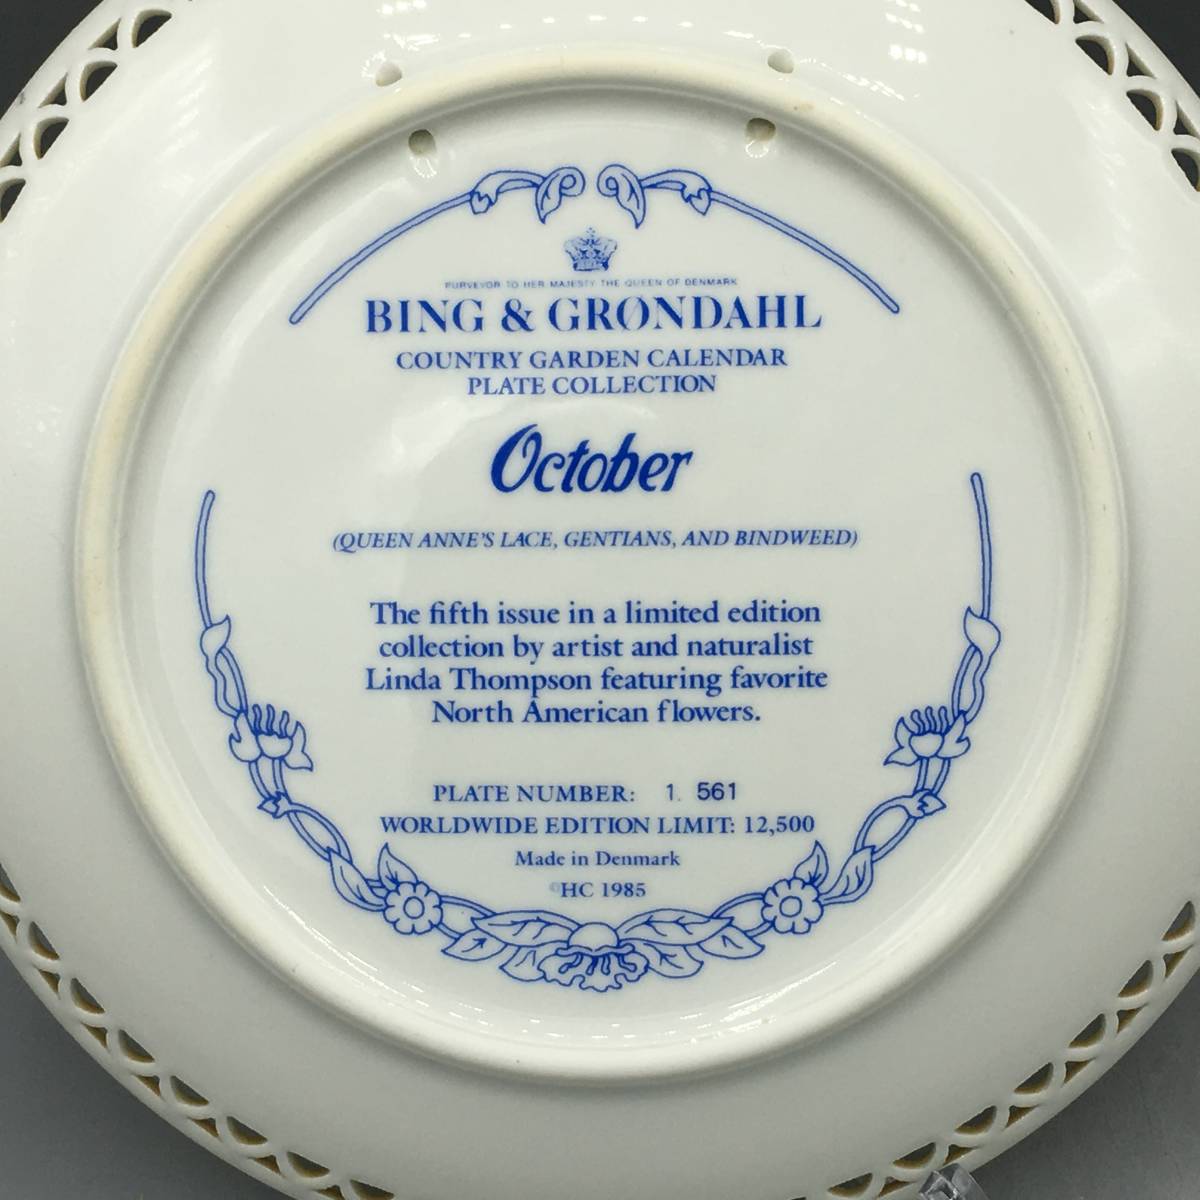 PURVEYOR TO HER MAJESTY THE QUEEN OF DENMARK
BING & GRØNDAHL
COUNTRY GARDEN CALENDAR
PLATE COLLECTION
October
(QUEEN ANNE'S LACE, GENTIANS, AND BINDWEED)
The fifth issue in a limited edition
collection by artist and naturalist
Linda Thompson featuring favorite
North American flowers.
PLATE NUMBER: 1. 561
WORLDWIDE EDITION LIMIT: 12,500
Made in Denmark
©HC 1985